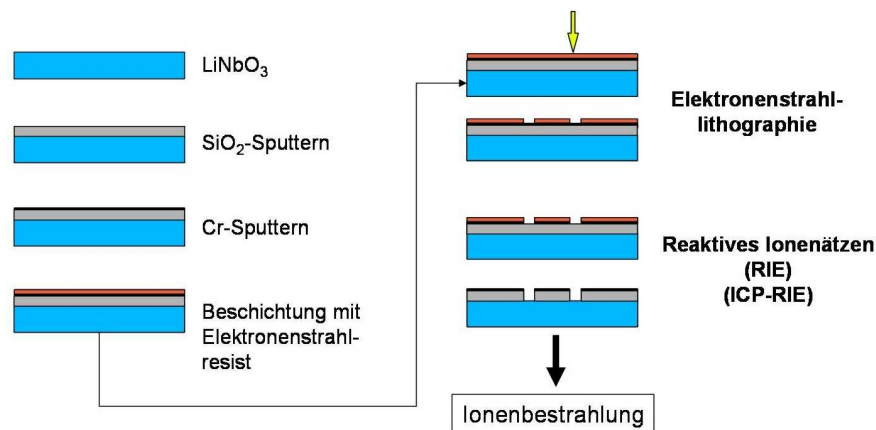 LiNbO₃
SiO₂-Sputtern
Cr-Sputtern
Beschichtung mit
Elektronenstrahl-
resist
Elektronenstrahl-
lithographie
Reaktives Ionenätzen
(RIE)
(ICP-RIE)
Ionenbestrahlung